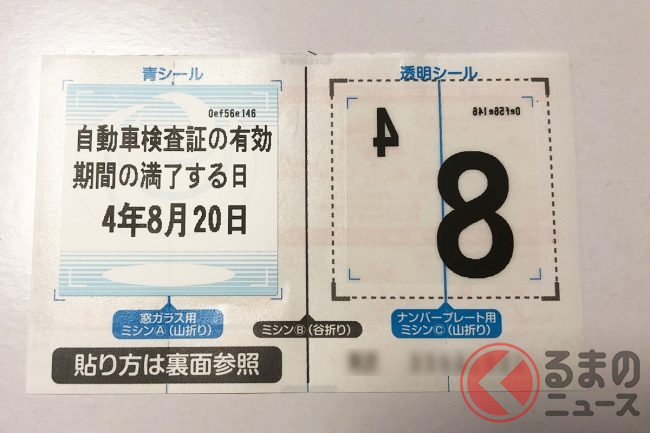 青シール
0ef56e146
自動車検査証の有効
期間の満了する日
4年8月20日
窓ガラス用
ミシンⒶ(山折り)
ミシンⒷ(谷折り)
貼り方は裏面参照
透明シール
0ef56e146
4
8
ナンバープレート用
ミシンⒸ(山折り)
くるまの
ニュース